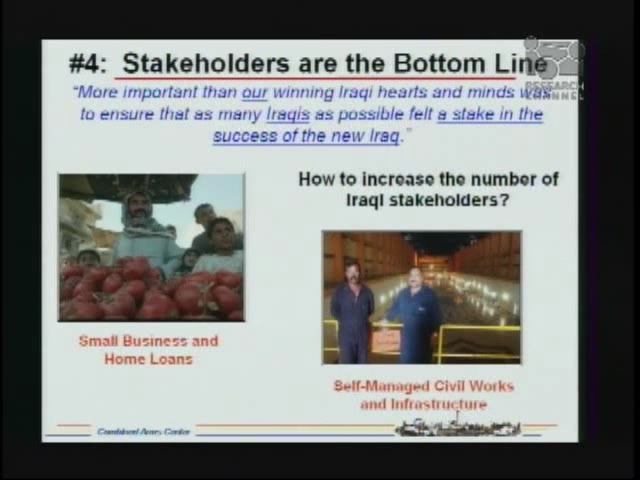 #4: Stakeholders are the Bottom Line
RESEARCH
CHANNEL
"More important than our winning Iraqi hearts and minds was
to ensure that as many Iraqis as possible felt a stake in the
success of the new Iraq."
How to increase the number of
Iraqi stakeholders?
Small Business and
Home Loans
Self-Managed Civil Works
and Infrastructure
Combined Arms Center